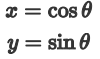 x = cos θ
y = sin θ